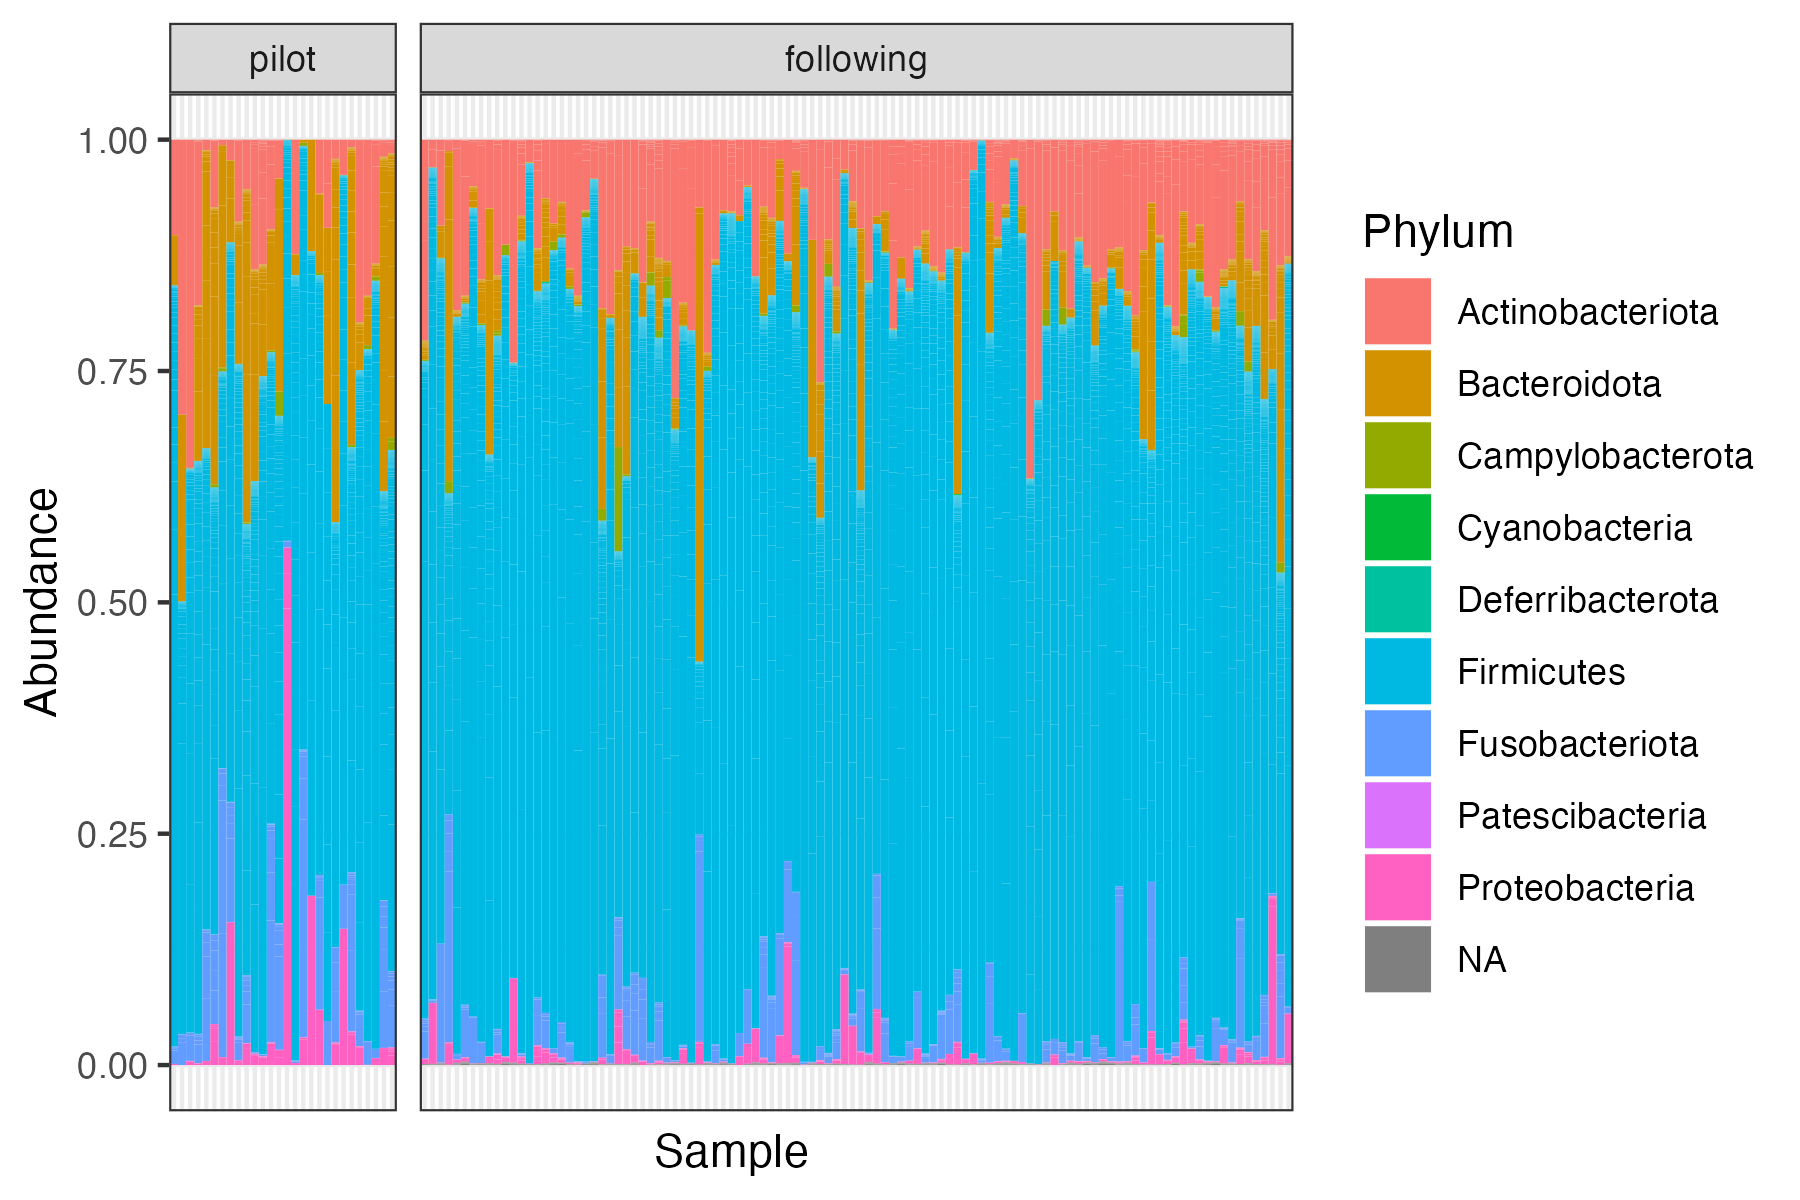 pilot
following
1.00
0.75
0.50
0.25
0.00
Abundance
Sample
Phylum
Actinobacteriota
Bacteroidota
Campylobacterota
Cyanobacteria
Deferribacterota
Firmicutes
Fusobacteriota
Patescibacteria
Proteobacteria
NA